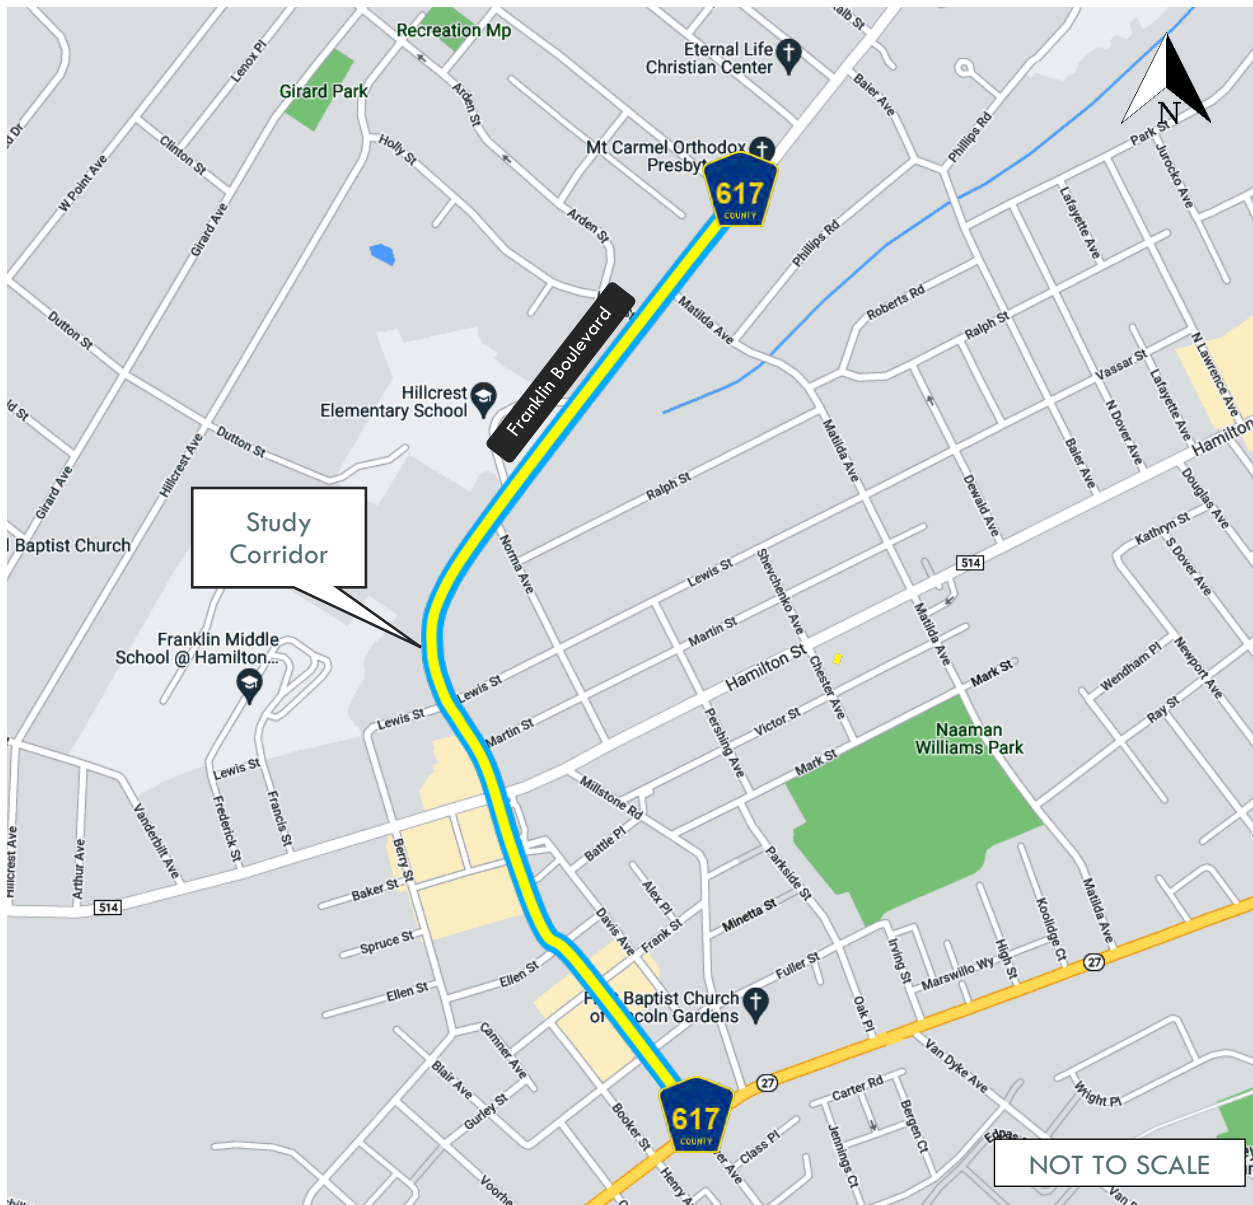 Recreation Mp
Kalb St
Lenox Pl
Eternal Life
Christian Center
Girard Park
Arden St
Baier Ave
Phillips Rd
N
Park St
Clinton St
Holly St
Mt Carmel Orthodox
Jurocko Ave
W Point Ave
617
COUNTY
Lafayette Ave
Girard Ave
Arden St
Phillips Rd
Roberts Rd
Matilda Ave
Ralph St
Dutton St
Franklin Boulevard
N Lawrence Ave
Vassar St
Hillcrest
Elementary School
Lafayette Ave
N Dover Ave
Hamilton
Dutton St
Matilda Ave
Baier Ave
Hillcrest Ave
Girard Ave
Ralph St
Dewald Ave
Douglas Ave
Study
Corridor
Kathryn St
Baptist Church
Norma Ave
Shevchenko Ave
S Dover Ave
514
Lewis St
Martin St
Matilda Ave
Franklin Middle
School @ Hamilton...
Hamilton St
Chester Ave
Mark St
Wendham Pl
Newport Ave
Lewis St
Lewis St
Pershing Ave
Victor St
Ray St
Martin St
Naaman
Williams Park
Mark St
Lewis St
Millstone Rd
Vanderbilt Ave
Frederick St
Francis St
Battle Pl
Hillcrest Ave
Arthur Ave
Berry St
Parkside St
Baker St
Alex Pl
514
Minetta St
Koolidge Ct
Matilda Ave
Davis Ave
Frank St
Spruce St
Fuller St
Irving St
High St
27
Ellen St
Ellen St
Marswillo Wy
Baptist Church
Gardens
Oak Pl
Camner Ave
Van Dyke Ave
Blair Ave
27
Carter Rd
Wright Pl
Gurley St
Booker St
617
COUNTY
Bergen Ct
Jennings Ct
Class Pl
NOT TO SCALE
Henry A
Voorhe